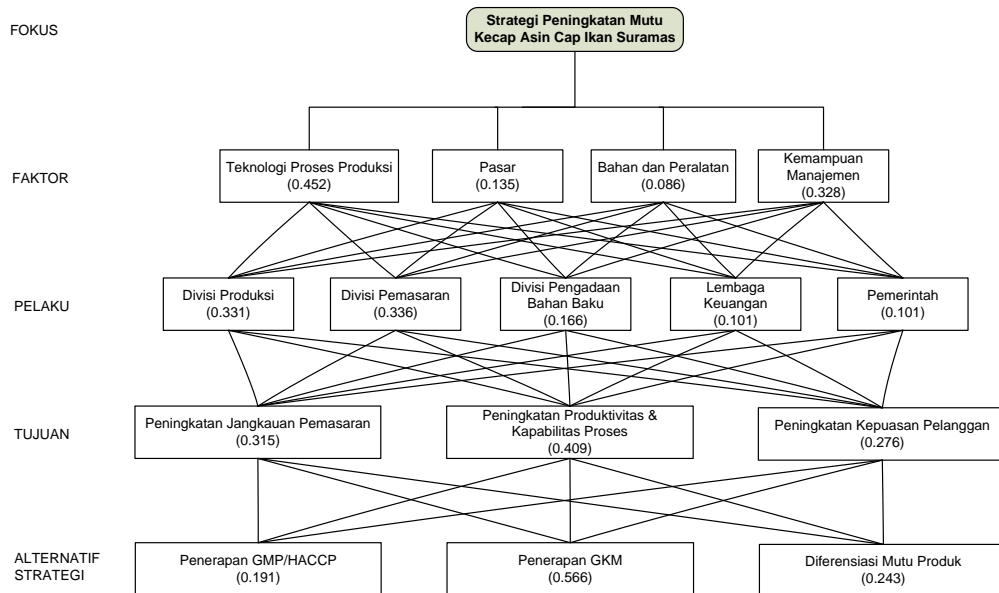 FOKUS
Strategi Peningkatan Mutu
Kecap Asin Cap Ikan Suramas
FAKTOR
Teknologi Proses Produksi
(0.452)
Pasar
(0.135)
Bahan dan Peralatan
(0.086)
Kemampuan
Manajemen
(0.328)
PELAKU
Divisi Produksi
(0.331)
Divisi Pemasaran
(0.336)
Divisi Pengadaan
Bahan Baku
(0.166)
Lembaga
Keuangan
(0.101)
Pemerintah
(0.101)
TUJUAN
Peningkatan Jangkauan Pemasaran
(0.315)
Peningkatan Produktivitas &
Kapabilitas Proses
(0.409)
Peningkatan Kepuasan Pelanggan
(0.276)
ALTERNATIF
STRATEGI
Penerapan GMP/HACCP
(0.191)
Penerapan GKM
(0.566)
Diferensiasi Mutu Produk
(0.243)